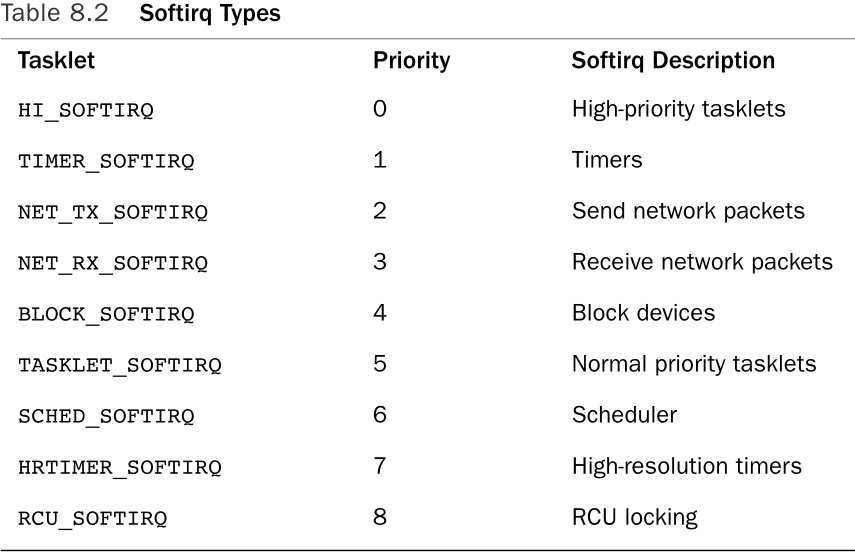 Table 8.2 Softirq Types
Tasklet Priority Softirq Description
HI_SOFTIRQ 0 High-priority tasklets
TIMER_SOFTIRQ 1 Timers
NET_TX_SOFTIRQ 2 Send network packets
NET_RX_SOFTIRQ 3 Receive network packets
BLOCK_SOFTIRQ 4 Block devices
TASKLET_SOFTIRQ 5 Normal priority tasklets
SCHED_SOFTIRQ 6 Scheduler
HRTIMER_SOFTIRQ 7 High-resolution timers
RCU_SOFTIRQ 8 RCU locking